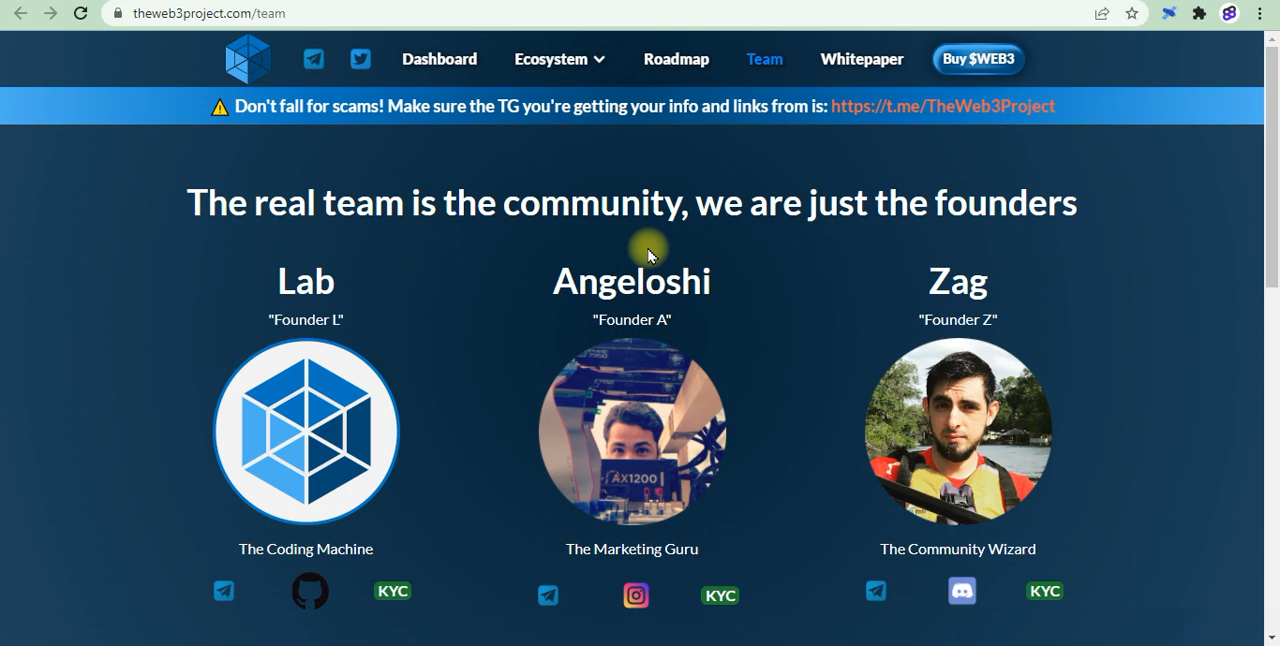 theweb3project.com/team
Dashboard Ecosystem Roadmap Team Whitepaper Buy $WEB3
Don't fall for scams! Make sure the TG you're getting your info and links from is: https://t.me/TheWeb3Project
The real team is the community, we are just the founders
Lab Angeloshi Zag
"Founder L" "Founder A" "Founder Z"
AX1200
The Coding Machine The Marketing Guru The Community Wizard
KYC KYC KYC